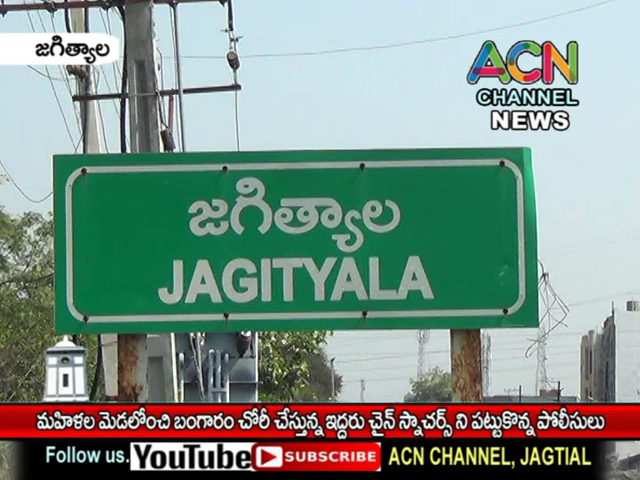 జగిత్యాల
ACN
CHANNEL
NEWS
జగిత్యాల
JAGITYALA
మహిళల మెడలోంచి బంగారం చోరీ చేస్తున్న ఇద్దరు చైన్ స్నాచర్స్ ని పట్టుకొన్న పోలీసులు
Follow us. YouTube SUBSCRIBE ACN CHANNEL, JAGTIAL